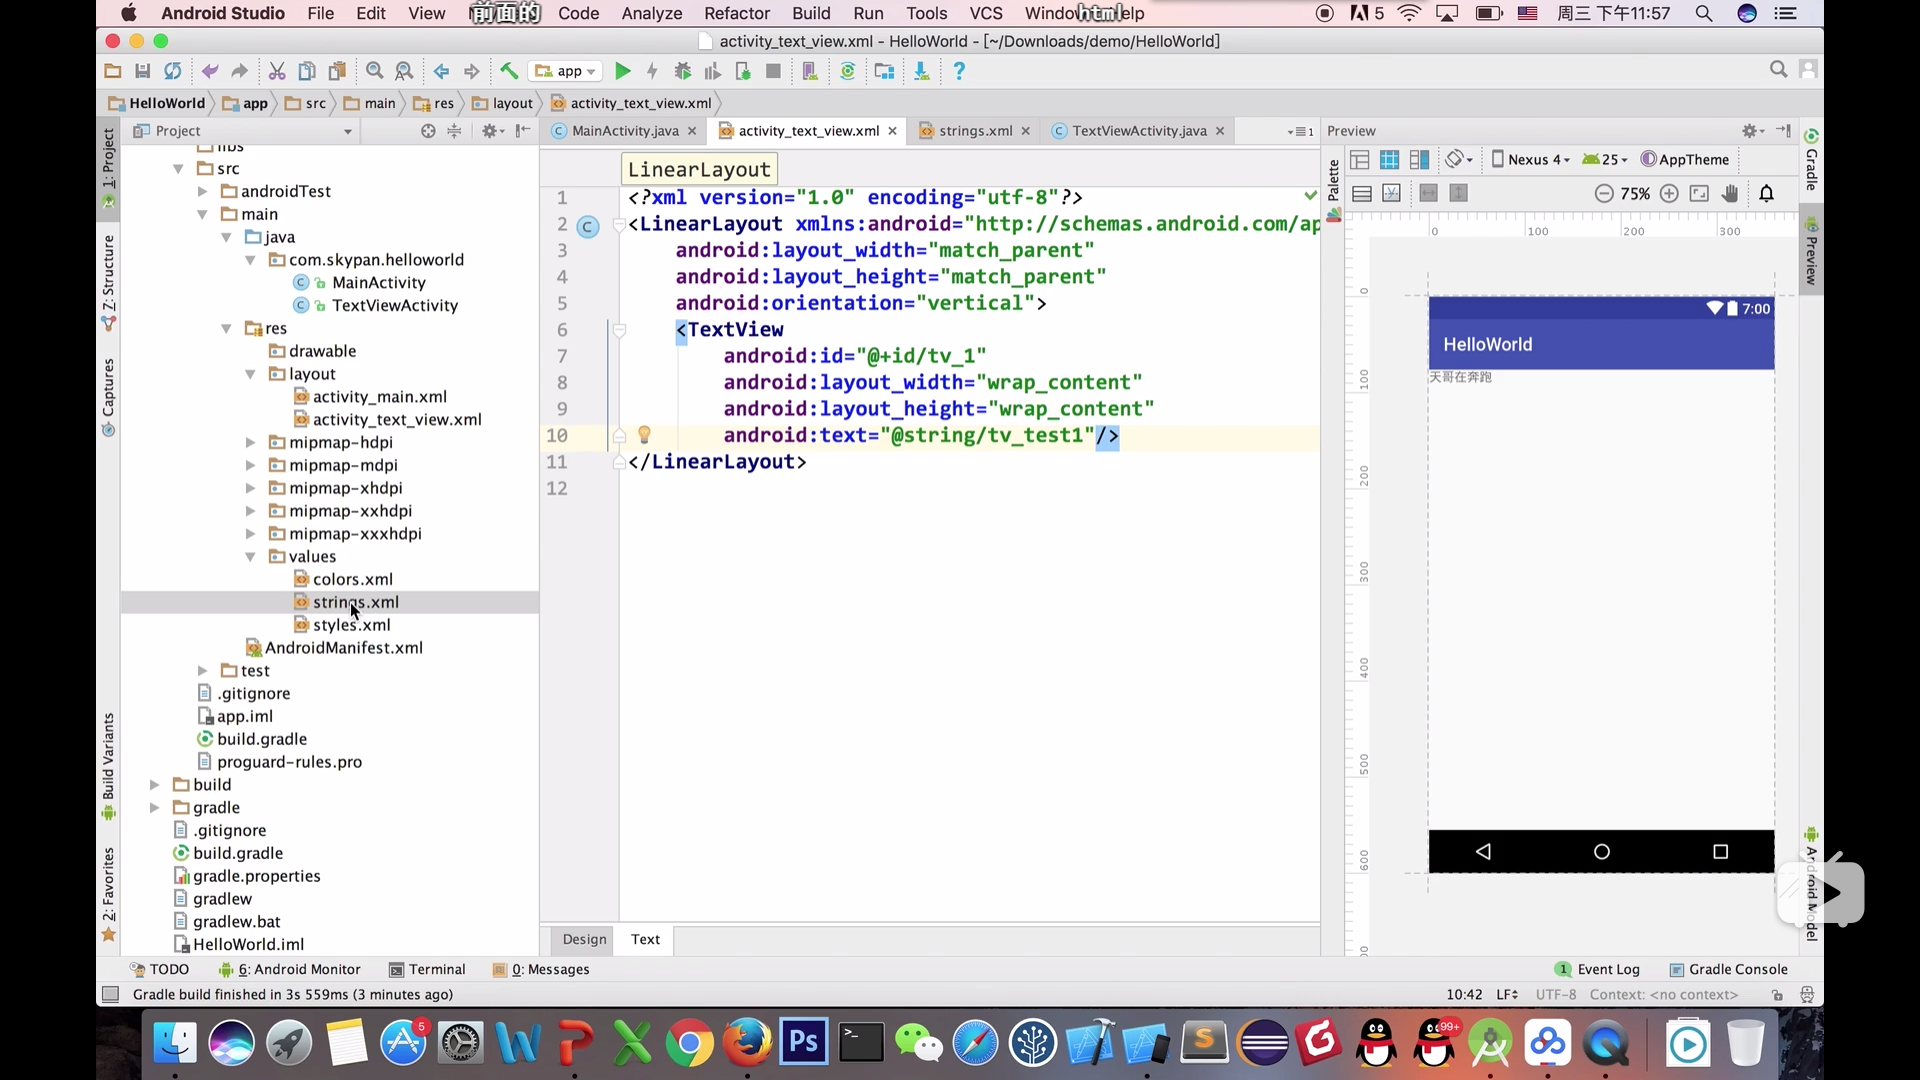 Android Studio File Edit View 前面的 Code Analyze Refactor Build Run Tools VCS html 5 周三 下午11:57
activity_text_view.xml - HelloWorld - [~/Downloads/demo/HelloWorld]
app
HelloWorld app src main res layout activity_text_view.xml
Project
MainActivity.java activity_text_view.xml strings.xml TextViewActivity.java 1
Preview
1: Project
Z: Structure
Captures
Build Variants
2: Favorites
src
androidTest
main
java
com.skypan.helloworld
MainActivity
TextViewActivity
res
drawable
layout
activity_main.xml
activity_text_view.xml
mipmap-hdpi
mipmap-mdpi
mipmap-xhdpi
mipmap-xxhdpi
mipmap-xxxhdpi
values
colors.xml
strings.xml
styles.xml
AndroidManifest.xml
test
.gitignore
app.iml
build.gradle
proguard-rules.pro
build
gradle
.gitignore
build.gradle
gradle.properties
gradlew
gradlew.bat
HelloWorld.iml
LinearLayout
1 <?xml version="1.0" encoding="utf-8"?>
2 <LinearLayout xmlns:android="http://schemas.android.com/ap
3 android:layout_width="match_parent"
4 android:layout_height="match_parent"
5 android:orientation="vertical">
6 <TextView
7 android:id="@+id/tv_1"
8 android:layout_width="wrap_content"
9 android:layout_height="wrap_content"
10 android:text="@string/tv_test1"/>
11 </LinearLayout>
12
Design Text
Palette
Nexus 4 25 AppTheme
75%
0 100 200 300
0
100
200
300
400
500
600
7:00
HelloWorld
天哥在奔跑
Gradle
Preview
Android Model
TODO 6: Android Monitor Terminal 0: Messages
1 Event Log Gradle Console
Gradle build finished in 3s 559ms (3 minutes ago)
10:42 LF UTF-8 Context: <no context>
5
Ps
99+